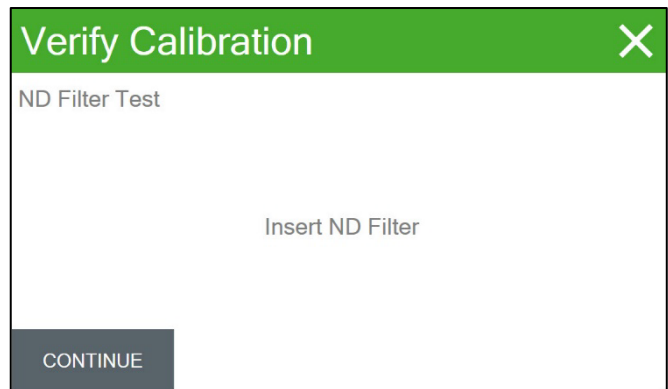 Verify Calibration
ND Filter Test
Insert ND Filter
CONTINUE